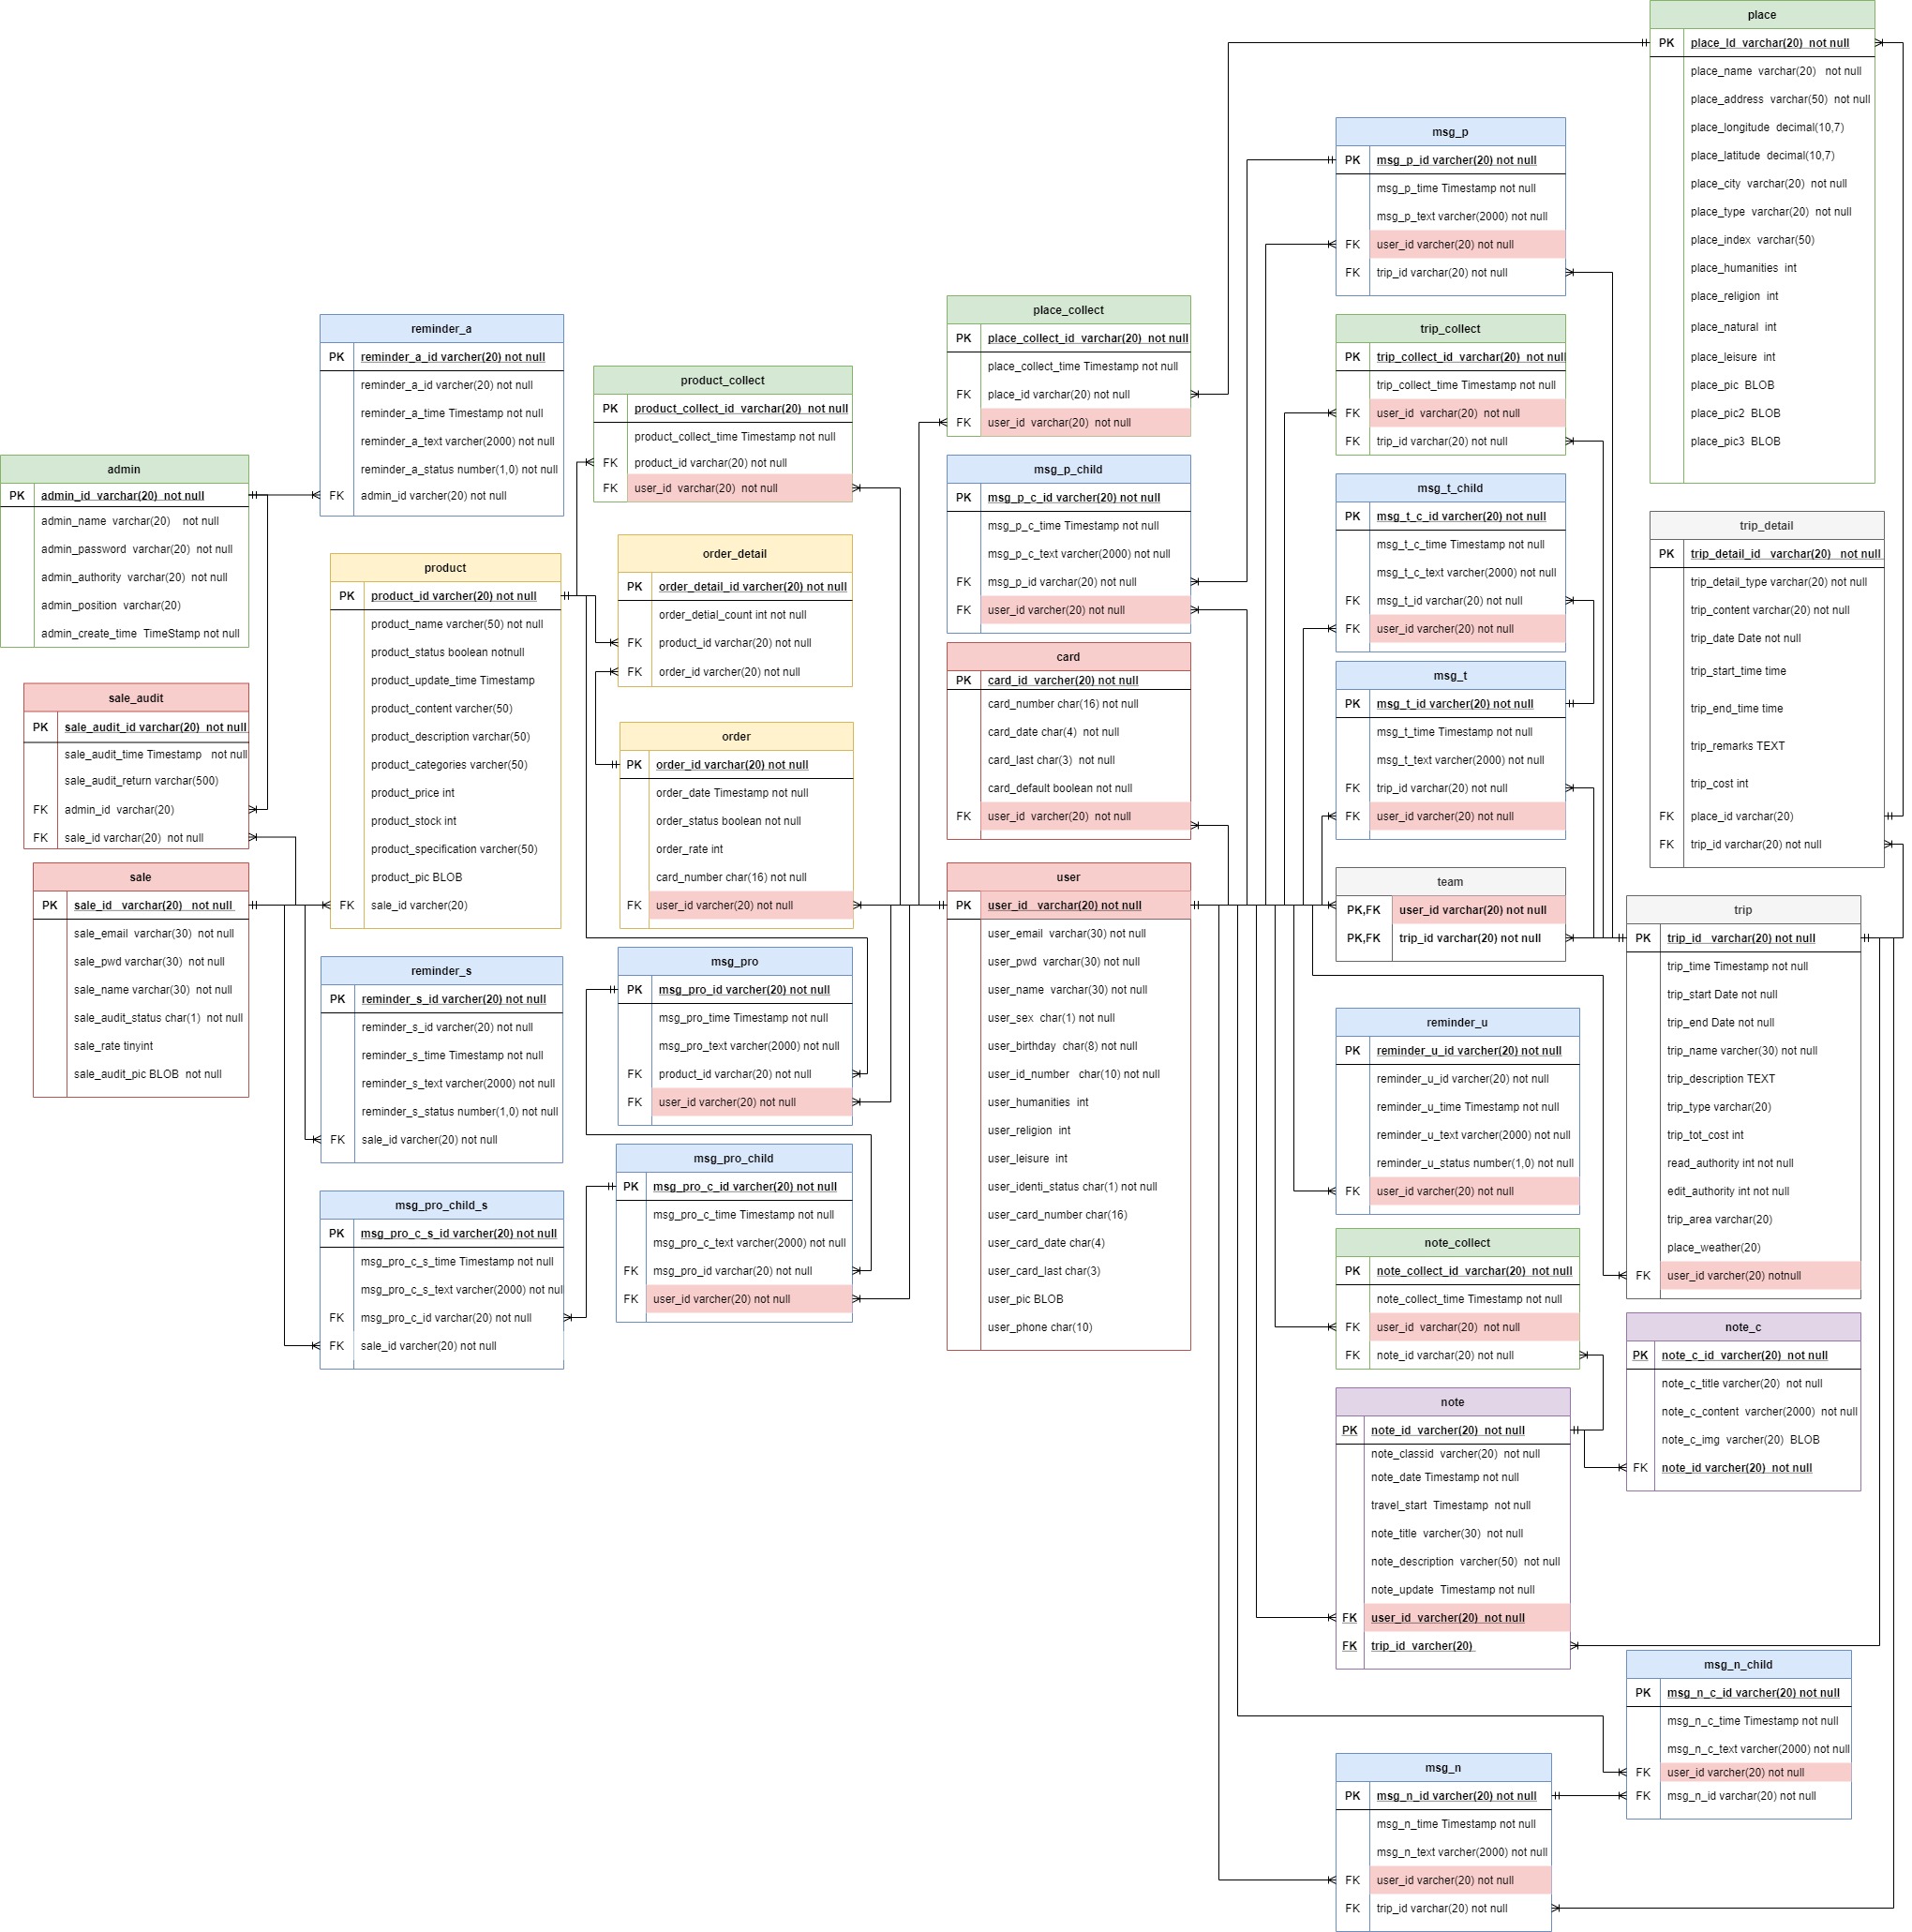 place
PK place_Id varchar(20) not null
place_name varchar(20) not null
place_address varchar(50) not null
place_longitude decimal(10,7)
place_latitude decimal(10,7)
place_city varchar(20) not null
place_type varchar(20) not null
place_index varchar(50)
place_humanities int
place_religion int
place_natural int
place_leisure int
place_pic BLOB
place_pic2 BLOB
place_pic3 BLOB
msg_p
PK msg_p_id varcher(20) not null
msg_p_time Timestamp not null
msg_p_text varcher(2000) not null
FK user_id varcher(20) not null
FK trip_id varchar(20) not null
place_collect
PK place_collect_id varchar(20) not null
place_collect_time Timestamp not null
FK place_id varchar(20) not null
FK user_id varchar(20) not null
trip_collect
PK trip_collect_id varchar(20) not null
trip_collect_time Timestamp not null
FK user_id varchar(20) not null
FK trip_id varchar(20) not null
reminder_a
PK reminder_a_id varcher(20) not null
reminder_a_id varcher(20) not null
reminder_a_time Timestamp not null
reminder_a_text varcher(2000) not null
reminder_a_status number(1,0) not null
FK admin_id varcher(20) not null
product_collect
PK product_collect_id varchar(20) not null
product_collect_time Timestamp not null
FK product_id varchar(20) not null
FK user_id varchar(20) not null
admin
PK admin_id varchar(20) not null
admin_name varchar(20) not null
admin_password varchar(20) not null
admin_authority varchar(20) not null
admin_position varchar(20)
admin_create_time TimeStamp not null
msg_p_child
PK msg_p_c_id varcher(20) not null
msg_p_c_time Timestamp not null
msg_p_c_text varcher(2000) not null
FK msg_p_id varchar(20) not null
FK user_id varcher(20) not null
msg_t_child
PK msg_t_c_id varcher(20) not null
msg_t_c_time Timestamp not null
msg_t_c_text varcher(2000) not null
FK msg_t_id varchar(20) not null
FK user_id varcher(20) not null
trip_detail
PK trip_detail_id varchar(20) not null
trip_detail_type varchar(20) not null
trip_content varchar(20) not null
trip_date Date not null
trip_start_time time
trip_end_time time
trip_remarks TEXT
trip_cost int
FK place_id varchar(20)
FK trip_id varchar(20) not null
product
PK product_id varcher(20) not null
product_name varcher(50) not null
product_status boolean notnull
product_update_time Timestamp
product_content varcher(50)
product_description varchar(50)
product_categories varcher(50)
product_price int
product_stock int
product_specification varcher(50)
product_pic BLOB
FK sale_id varcher(20)
order_detail
PK order_detail_id varcher(20) not null
order_detial_count int not null
FK product_id varchar(20) not null
FK order_id varchar(20) not null
card
PK card_id varcher(20) not null
card_number char(16) not null
card_date char(4) not null
card_last char(3) not null
card_default boolean not null
FK user_id varcher(20) not null
msg_t
PK msg_t_id varcher(20) not null
msg_t_time Timestamp not null
msg_t_text varcher(2000) not null
FK trip_id varchar(20) not null
FK user_id varcher(20) not null
sale_audit
PK sale_audit_id varchar(20) not null
sale_audit_time Timestamp not null
sale_audit_return varchar(500)
FK admin_id varchar(20)
FK sale_id varchar(20) not null
order
PK order_id varchar(20) not null
order_date Timestamp not null
order_status boolean not null
order_rate int
card_number char(16) not null
FK user_id varcher(20) not null
sale
PK sale_id varchar(20) not null
sale_email varchar(30) not null
sale_pwd varchar(30) not null
sale_name varchar(30) not null
sale_audit_status char(1) not null
sale_rate tinyint
sale_audit_pic BLOB not null
user
PK user_id varchar(20) not null
user_email varchar(30) not null
user_pwd varchar(30) not null
user_name varchar(30) not null
user_sex char(1) not null
user_birthday char(8) not null
user_id_number char(10) not null
user_humanities int
user_religion int
user_leisure int
user_identi_status char(1) not null
user_card_number char(16)
user_card_date char(4)
user_card_last char(3)
user_pic BLOB
user_phone char(10)
team
PK,FK user_id varchar(20) not null
PK,FK trip_id varchar(20) not null
trip
PK trip_id varchar(20) not null
trip_time Timestamp not null
trip_start Date not null
trip_end Date not null
trip_name varcher(30) not null
trip_description TEXT
trip_type varchar(20)
trip_tot_cost int
read_authority int not null
edit_authority int not null
trip_area varchar(20)
place_weather(20)
FK user_id varcher(20) notnull
reminder_s
PK reminder_s_id varcher(20) not null
reminder_s_id varcher(20) not null
reminder_s_time Timestamp not null
reminder_s_text varcher(2000) not null
reminder_s_status number(1,0) not null
FK sale_id varcher(20) not null
msg_pro
PK msg_pro_id varcher(20) not null
msg_pro_time Timestamp not null
msg_pro_text varcher(2000) not null
FK product_id varchar(20) not null
FK user_id varcher(20) not null
reminder_u
PK reminder_u_id varcher(20) not null
reminder_u_id varcher(20) not null
reminder_u_time Timestamp not null
reminder_u_text varcher(2000) not null
reminder_u_status number(1,0) not null
FK user_id varcher(20) not null
msg_pro_child
PK msg_pro_c_id varcher(20) not null
msg_pro_c_time Timestamp not null
msg_pro_c_text varcher(2000) not null
FK msg_pro_id varchar(20) not null
FK user_id varcher(20) not null
msg_pro_child_s
PK msg_pro_c_s_id varcher(20) not null
msg_pro_c_s_time Timestamp not null
msg_pro_c_s_text varcher(2000) not null
FK msg_pro_c_id varchar(20) not null
FK sale_id varcher(20) not null
note_collect
PK note_collect_id varchar(20) not null
note_collect_time Timestamp not null
FK user_id varchar(20) not null
FK note_id varchar(20) not null
note_c
PK note_c_id varcher(20) not null
note_c_title varcher(20) not null
note_c_content varcher(2000) not null
note_c_img varcher(20) BLOB
FK note_id varcher(20) not null
note
PK note_id varcher(20) not null
note_classid varcher(20) not null
note_date Timestamp not null
travel_start Timestamp not null
note_title varcher(30) not null
note_description varcher(50) not null
note_update Timestamp not null
FK user_id varcher(20) not null
FK trip_id varcher(20)
msg_n_child
PK msg_n_c_id varcher(20) not null
msg_n_c_time Timestamp not null
msg_n_c_text varcher(2000) not null
FK user_id varcher(20) not null
FK msg_n_id varchar(20) not null
msg_n
PK msg_n_id varcher(20) not null
msg_n_time Timestamp not null
msg_n_text varcher(2000) not null
FK user_id varcher(20) not null
FK trip_id varchar(20) not null